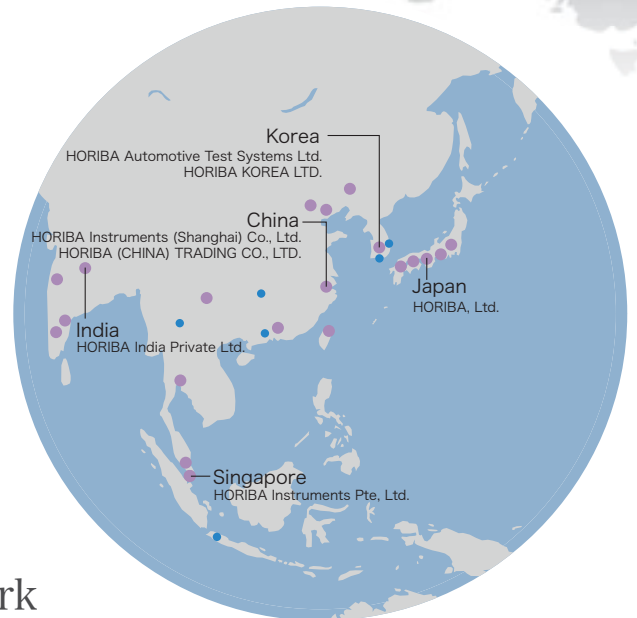 Korea
HORIBA Automotive Test Systems Ltd.
HORIBA KOREA LTD.
China
HORIBA Instruments (Shanghai) Co., Ltd.
HORIBA (CHINA) TRADING CO., LTD.
Japan
HORIBA, Ltd.
India
HORIBA India Private Ltd.
Singapore
HORIBA Instruments Pte, Ltd.
rk